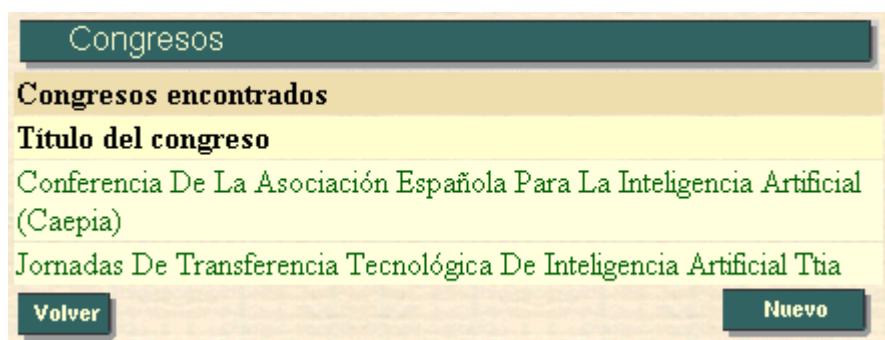 Congresos
Congresos encontrados
Título del congreso
Conferencia De La Asociación Española Para La Inteligencia Artificial
(Caepia)
Jornadas De Transferencia Tecnológica De Inteligencia Artificial Ttia
Volver
Nuevo